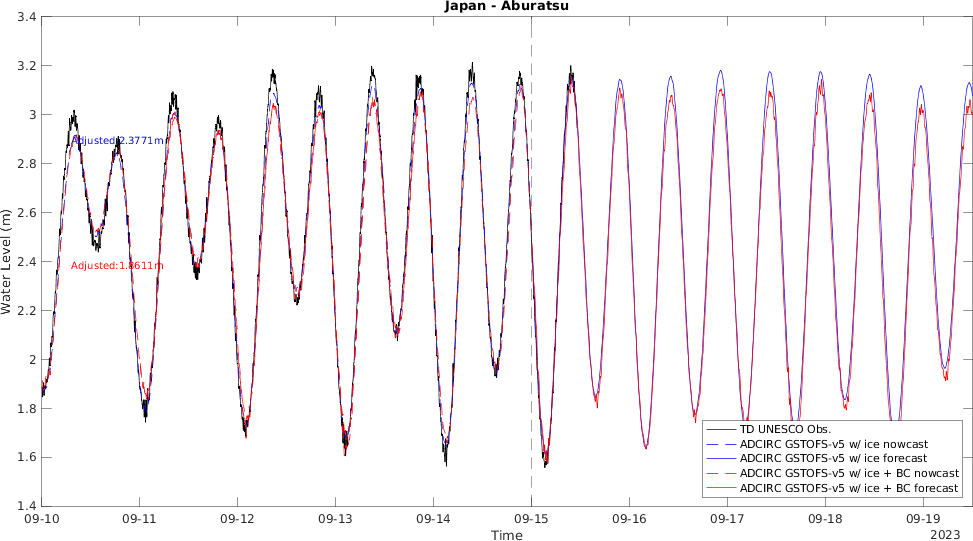 Japan - Aburatsu
3.4
3.2
3
2.8
2.6
2.4
2.2
2
1.8
1.6
1.4
Water Level (m)
Adjusted:2.3771m
Adjusted:1.8611m
TD UNESCO Obs.
ADCIRC GSTOFS-v5 w/ ice nowcast
ADCIRC GSTOFS-v5 w/ ice forecast
ADCIRC GSTOFS-v5 w/ ice + BC nowcast
ADCIRC GSTOFS-v5 w/ ice + BC forecast
09-10 09-11 09-12 09-13 09-14 09-15 09-16 09-17 09-18 09-19
Time
2023